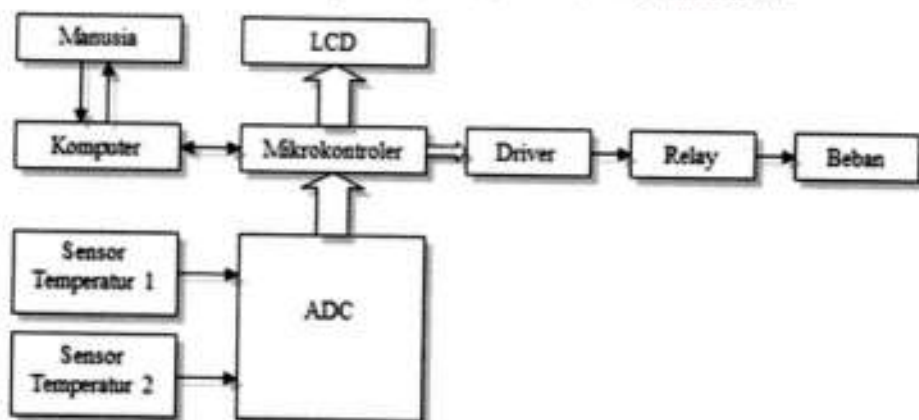 Manusia
LCD
Komputer
Mikrokontroler
Driver
Relay
Beban
Sensor
Temperatur 1
ADC
Sensor
Temperatur 2